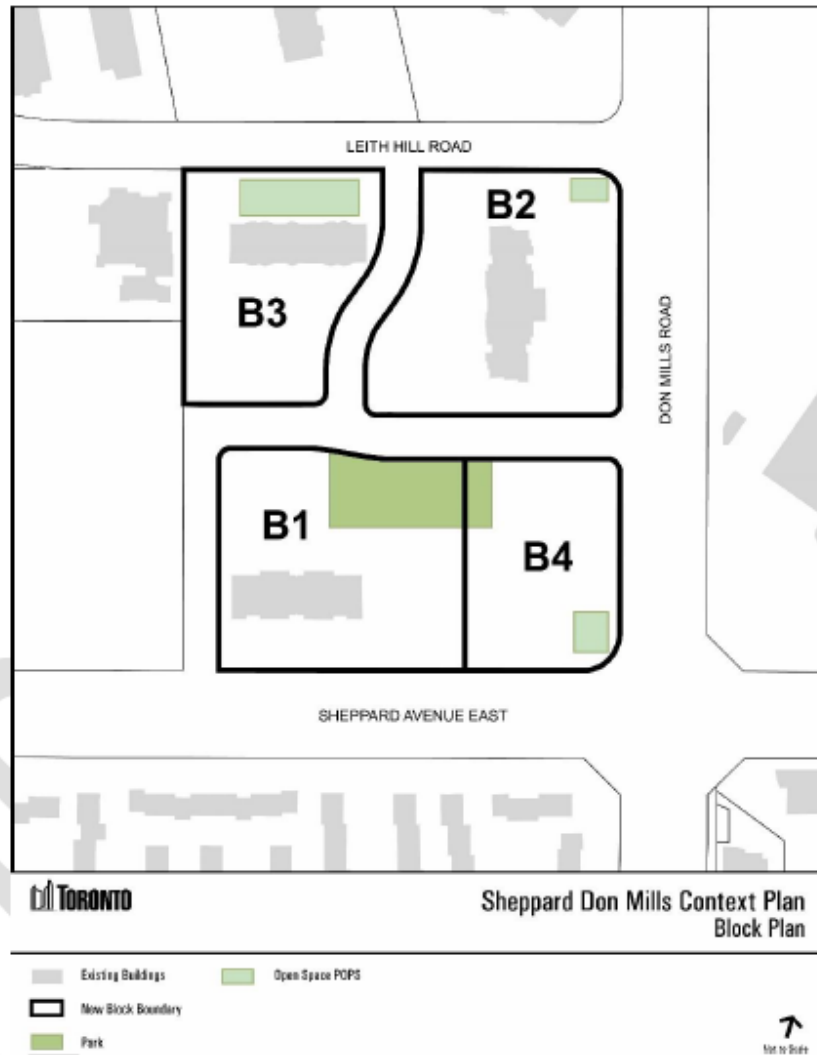 LEITH HILL ROAD
B2
B3
DON MILLS ROAD
B1
B4
SHEPPARD AVENUE EAST
TORONTO
Sheppard Don Mills Context Plan
Block Plan
Existing Buildings
Open Space POPS
New Block Boundary
Park
Not to Scale